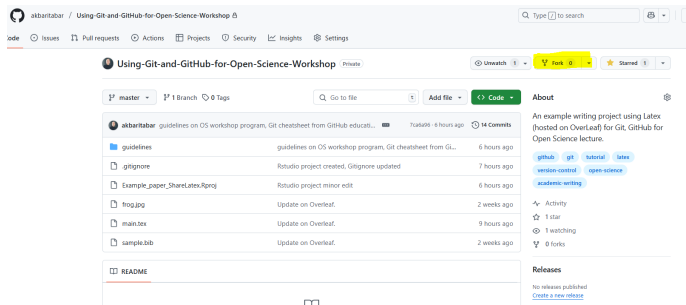 akbaritabar / Using-Git-and-GitHub-for-Open-Science-Workshop
Type / to search
Code Issues Pull requests Actions Projects Security Insights Settings
Using-Git-and-GitHub-for-Open-Science-Workshop Private
Unwatch 1 Fork 0 Starred 1
master 1 Branch 0 Tags Go to file t Add file Code
About
akbaritabar guidelines on OS workshop program, Git cheatsheet from GitHub educati... · 6 hours ago 14 Commits
An example writing project using Latex
(hosted on OverLeaf) for Git, GitHub for
Open Science lecture.
guidelines guidelines on OS workshop program, Git cheatsheet from Gi... 6 hours ago
.gitignore Rstudio project created, Gitignore updated 7 hours ago
Example_paper_ShareLatex.Rproj Rstudio project minor edit 6 hours ago
frog.jpg Update on Overleaf. 2 weeks ago
main.tex Update on Overleaf. 9 hours ago
sample.bib Update on Overleaf. 2 weeks ago
github git tutorial latex
version-control open-science
academic-writing
Activity
1 star
1 watching
0 forks
README
Releases
No releases published
Create a new release